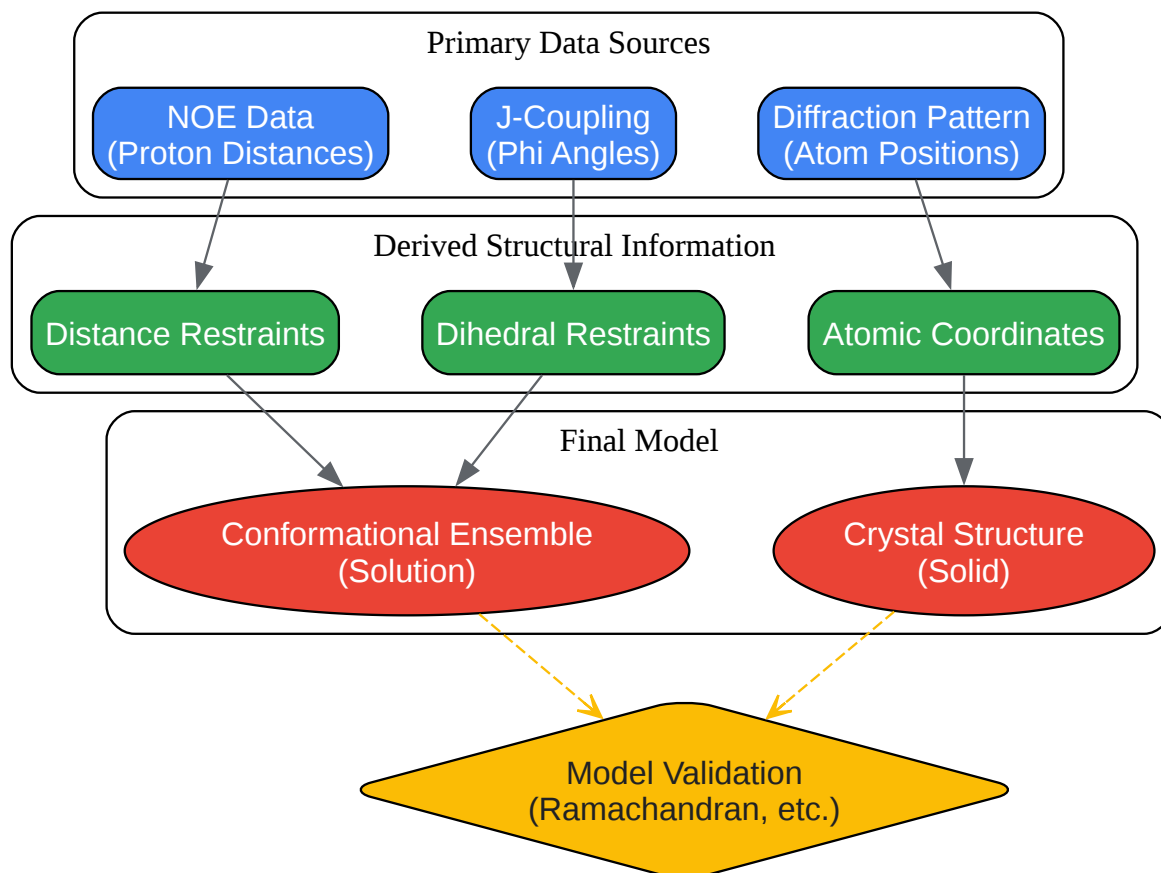 Primary Data Sources
NOE Data
(Proton Distances)
J-Coupling
(Phi Angles)
Diffraction Pattern
(Atom Positions)
Derived Structural Information
Distance Restraints
Dihedral Restraints
Atomic Coordinates
Final Model
Conformational Ensemble
(Solution)
Crystal Structure
(Solid)
Model Validation
(Ramachandran, etc.)